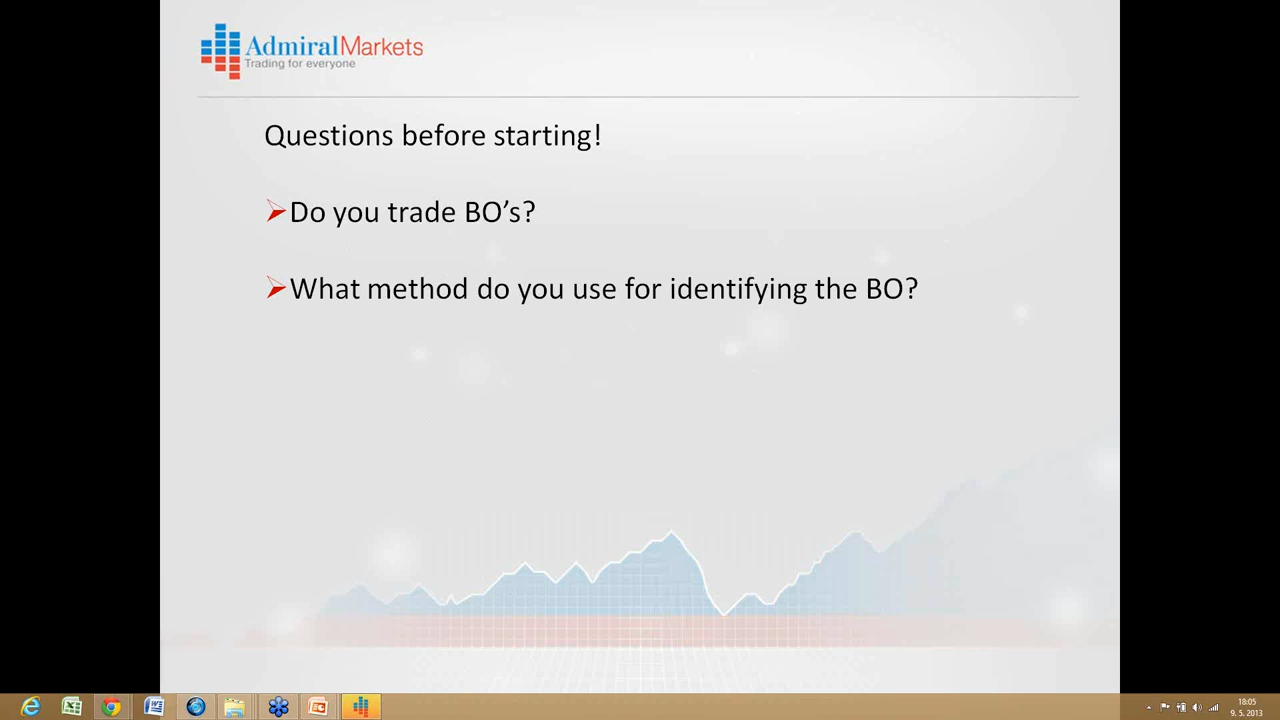 AdmiralMarkets
Trading for everyone
Questions before starting!
Do you trade BO’s?
What method do you use for identifying the BO?
18:05
9. 5. 2013